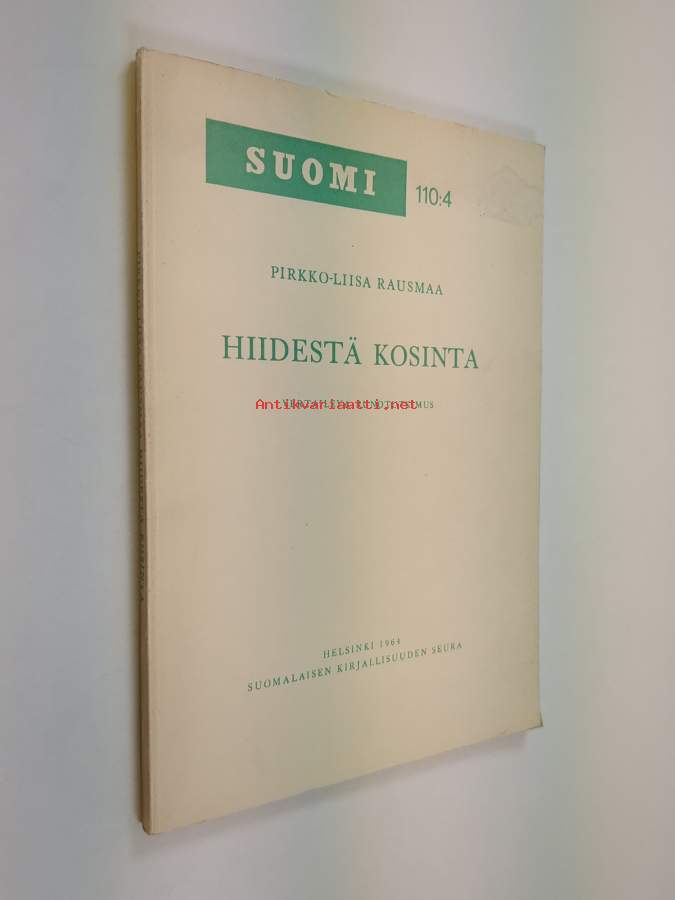 SUOMI
110:4
PIRKKO-LIISA RAUSMAA
HIIDESTÄ KOSINTA
Antikvariaatti.net
HELSINKI 1964
SUOMALAISEN KIRJALLISUUDEN SEURA